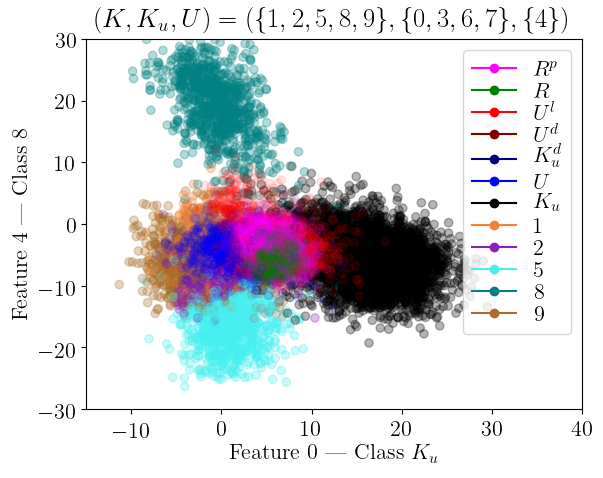 (K, K_u, U) = ({1, 2, 5, 8, 9}, {0, 3, 6, 7}, {4})
30
20
10
0
−10
−20
−30
Feature 4 — Class 8
R^p
R
U^l
U^d
K_u^d
U
K_u
1
2
5
8
9
−10
0
10
20
30
40
Feature 0 — Class K_u